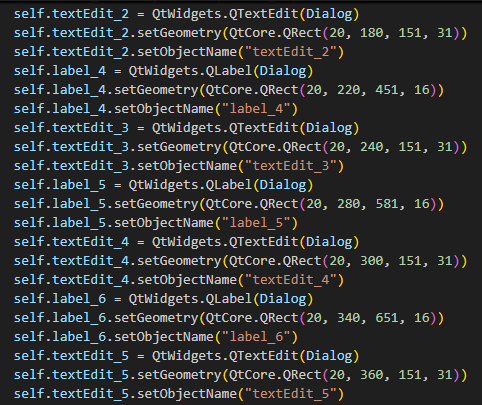 self.textEdit_2 = QtWidgets.QTextEdit(Dialog)
self.textEdit_2.setGeometry(QtCore.QRect(20, 180, 151, 31))
self.textEdit_2.setObjectName("textEdit_2")
self.label_4 = QtWidgets.QLabel(Dialog)
self.label_4.setGeometry(QtCore.QRect(20, 220, 451, 16))
self.label_4.setObjectName("label_4")
self.textEdit_3 = QtWidgets.QTextEdit(Dialog)
self.textEdit_3.setGeometry(QtCore.QRect(20, 240, 151, 31))
self.textEdit_3.setObjectName("textEdit_3")
self.label_5 = QtWidgets.QLabel(Dialog)
self.label_5.setGeometry(QtCore.QRect(20, 280, 581, 16))
self.label_5.setObjectName("label_5")
self.textEdit_4 = QtWidgets.QTextEdit(Dialog)
self.textEdit_4.setGeometry(QtCore.QRect(20, 300, 151, 31))
self.textEdit_4.setObjectName("textEdit_4")
self.label_6 = QtWidgets.QLabel(Dialog)
self.label_6.setGeometry(QtCore.QRect(20, 340, 651, 16))
self.label_6.setObjectName("label_6")
self.textEdit_5 = QtWidgets.QTextEdit(Dialog)
self.textEdit_5.setGeometry(QtCore.QRect(20, 360, 151, 31))
self.textEdit_5.setObjectName("textEdit_5")